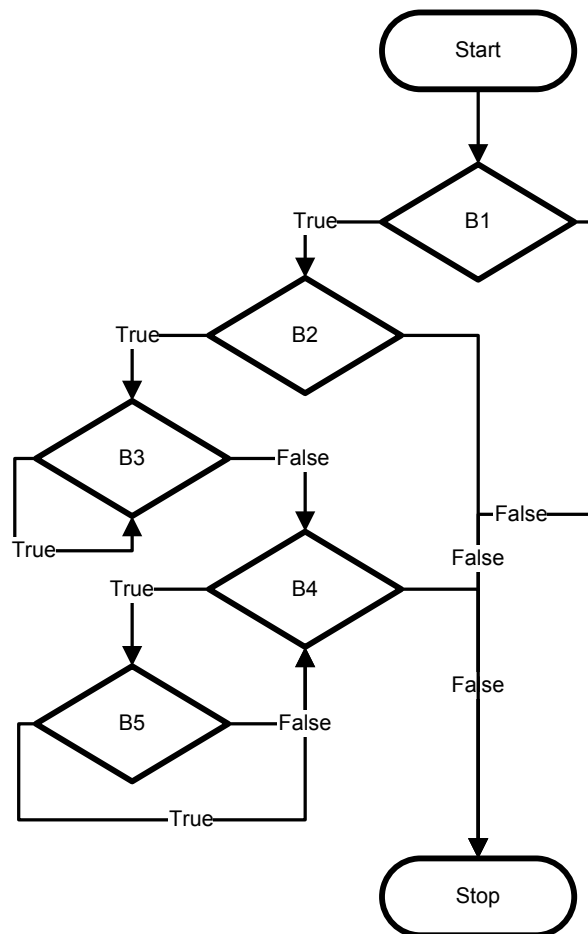 Start
B1
True
B2
True
B3
False
False
True
False
B4
True
False
B5
False
True
Stop